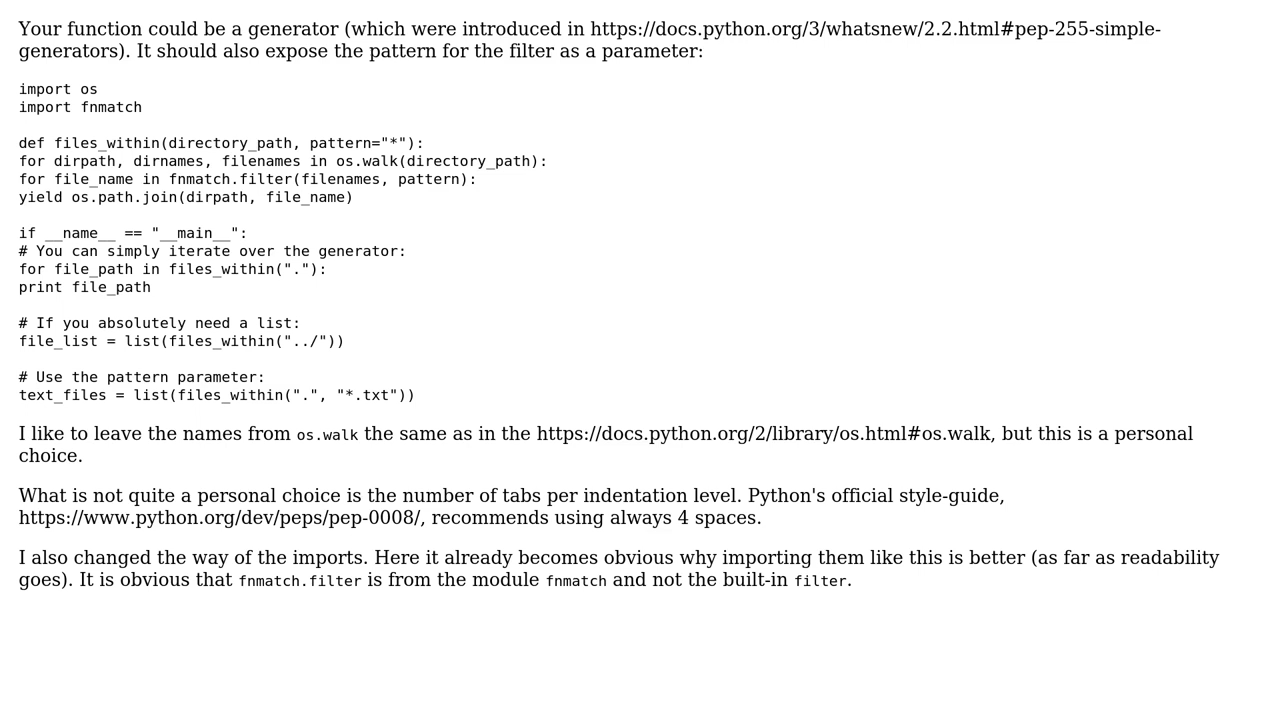 Your function could be a generator (which were introduced in https://docs.python.org/3/whatsnew/2.2.html#pep-255-simple-
generators). It should also expose the pattern for the filter as a parameter:
import os
import fnmatch
def files_within(directory_path, pattern="*"):
for dirpath, dirnames, filenames in os.walk(directory_path):
for file_name in fnmatch.filter(filenames, pattern):
yield os.path.join(dirpath, file_name)
if __name__ == "__main__":
# You can simply iterate over the generator:
for file_path in files_within("."):
print file_path
# If you absolutely need a list:
file_list = list(files_within("../"))
# Use the pattern parameter:
text_files = list(files_within(".", "*.txt"))
I like to leave the names from os.walk the same as in the https://docs.python.org/2/library/os.html#os.walk, but this is a personal
choice.
What is not quite a personal choice is the number of tabs per indentation level. Python's official style-guide,
https://www.python.org/dev/peps/pep-0008/, recommends using always 4 spaces.
I also changed the way of the imports. Here it already becomes obvious why importing them like this is better (as far as readability
goes). It is obvious that fnmatch.filter is from the module fnmatch and not the built-in filter.